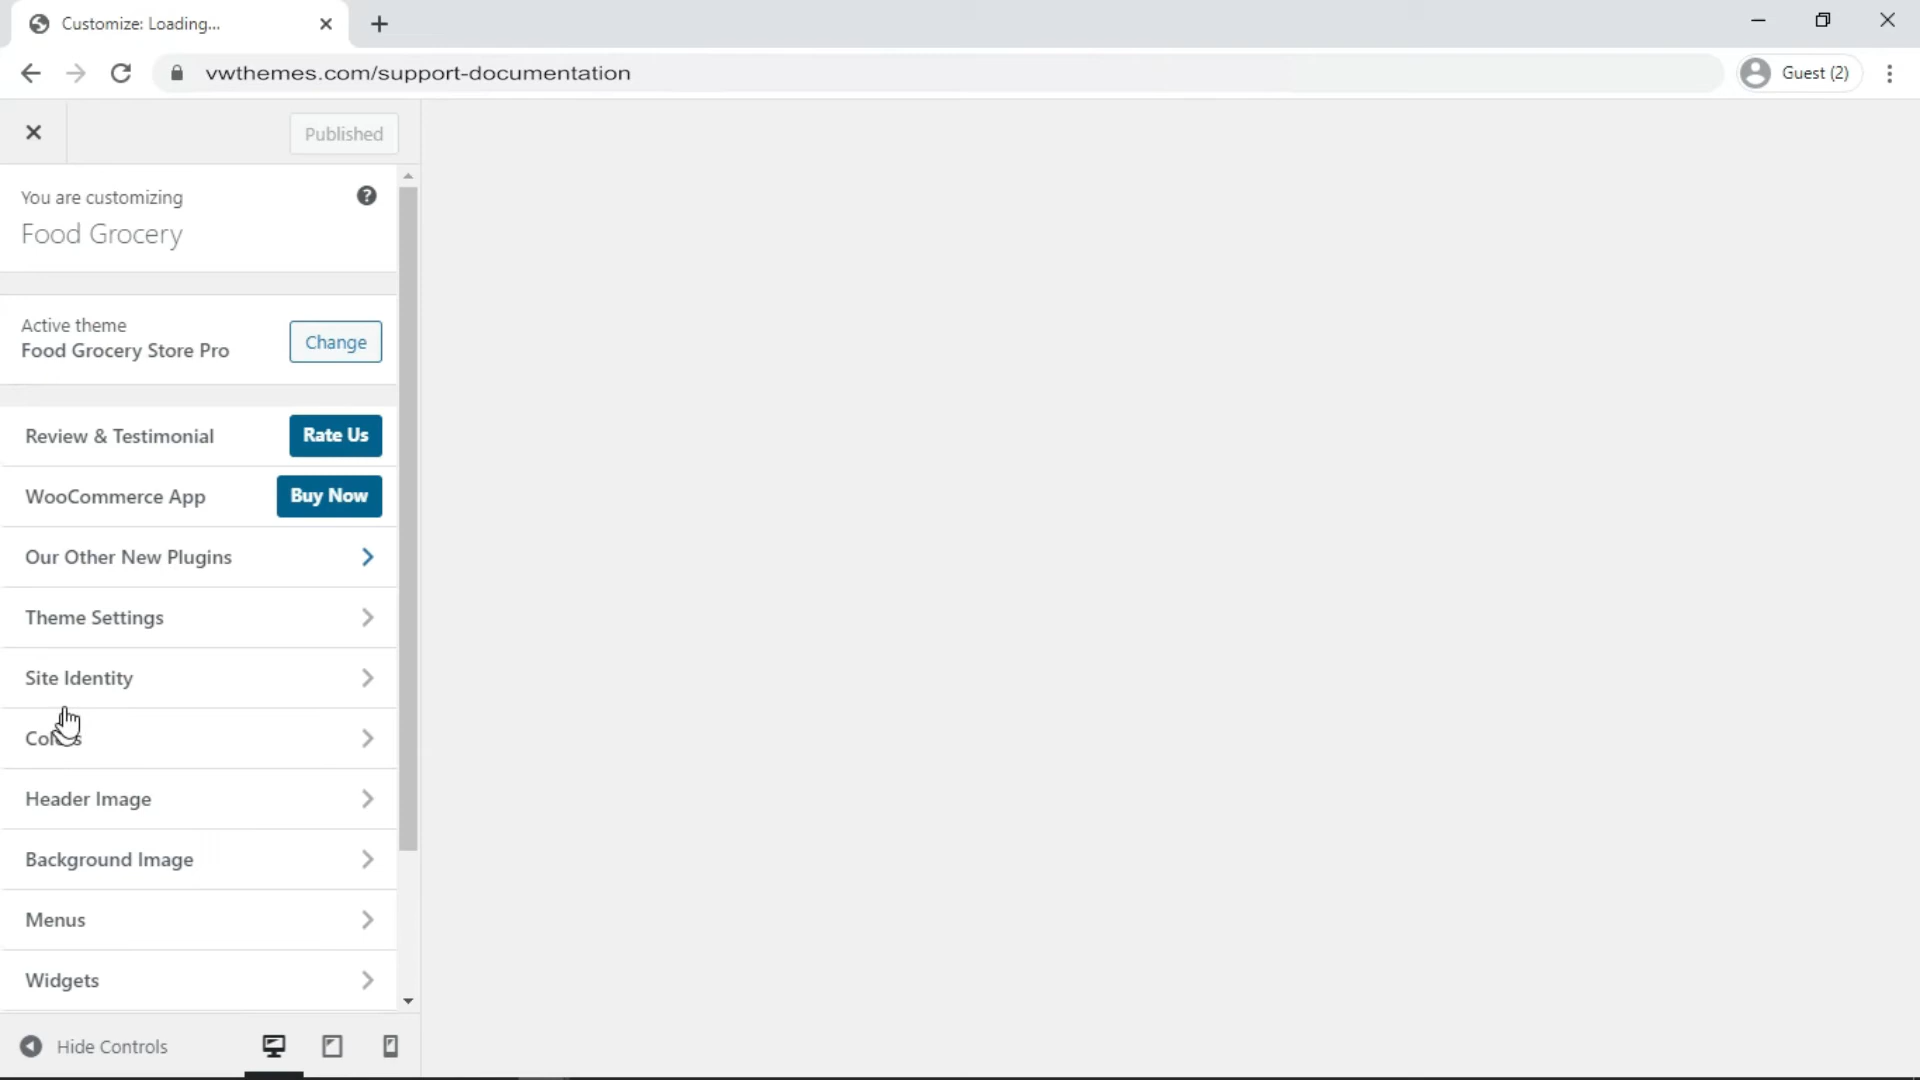 Customize: Loading...
vwthemes.com/support-documentation
Guest (2)
Published
You are customizing
Food Grocery
Active theme
Food Grocery Store Pro
Change
Review & Testimonial
Rate Us
WooCommerce App
Buy Now
Our Other New Plugins
Theme Settings
Site Identity
Colors
Header Image
Background Image
Menus
Widgets
Hide Controls